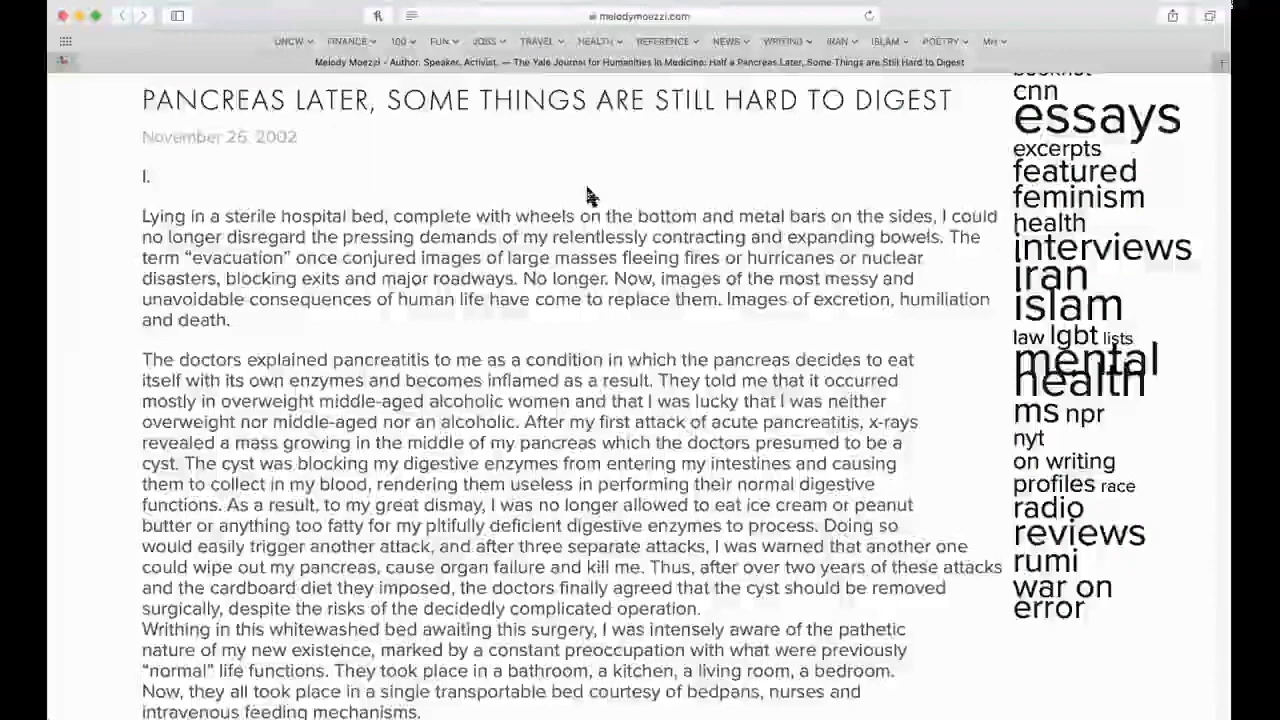 melodymoezzi.com
UNCW FINANCE 100 FUN JOBS TRAVEL HEALTH REFERENCE NEWS WRITING IRAN ISLAM POETRY MH
Melody Moezzi - Author. Speaker. Activist. — The Yale Journal for Humanities in Medicine: Half a Pancreas Later, Some Things are Still Hard to Digest
PANCREAS LATER, SOME THINGS ARE STILL HARD TO DIGEST
November 26, 2002
I.
Lying in a sterile hospital bed, complete with wheels on the bottom and metal bars on the sides, I could
no longer disregard the pressing demands of my relentlessly contracting and expanding bowels. The
term “evacuation” once conjured images of large masses fleeing fires or hurricanes or nuclear
disasters, blocking exits and major roadways. No longer. Now, images of the most messy and
unavoidable consequences of human life have come to replace them. Images of excretion, humiliation
and death.
The doctors explained pancreatitis to me as a condition in which the pancreas decides to eat
itself with its own enzymes and becomes inflamed as a result. They told me that it occurred
mostly in overweight middle-aged alcoholic women and that I was lucky that I was neither
overweight nor middle-aged nor an alcoholic. After my first attack of acute pancreatitis, x-rays
revealed a mass growing in the middle of my pancreas which the doctors presumed to be a
cyst. The cyst was blocking my digestive enzymes from entering my intestines and causing
them to collect in my blood, rendering them useless in performing their normal digestive
functions. As a result, to my great dismay, I was no longer allowed to eat ice cream or peanut
butter or anything too fatty for my pitifully deficient digestive enzymes to process. Doing so
would easily trigger another attack, and after three separate attacks, I was warned that another one
could wipe out my pancreas, cause organ failure and kill me. Thus, after over two years of these attacks
and the cardboard diet they imposed, the doctors finally agreed that the cyst should be removed
surgically, despite the risks of the decidedly complicated operation.
Writhing in this whitewashed bed awaiting this surgery, I was intensely aware of the pathetic
nature of my new existence, marked by a constant preoccupation with what were previously
“normal” life functions. They took place in a bathroom, a kitchen, a living room, a bedroom.
Now, they all took place in a single transportable bed courtesy of bedpans, nurses and
intravenous feeding mechanisms.
cnn
essays
excerpts
featured
feminism
health
interviews
iran
islam
law lgbt lists
mental
health
ms npr
nyt
on writing
profiles race
radio
reviews
rumi
war on
error